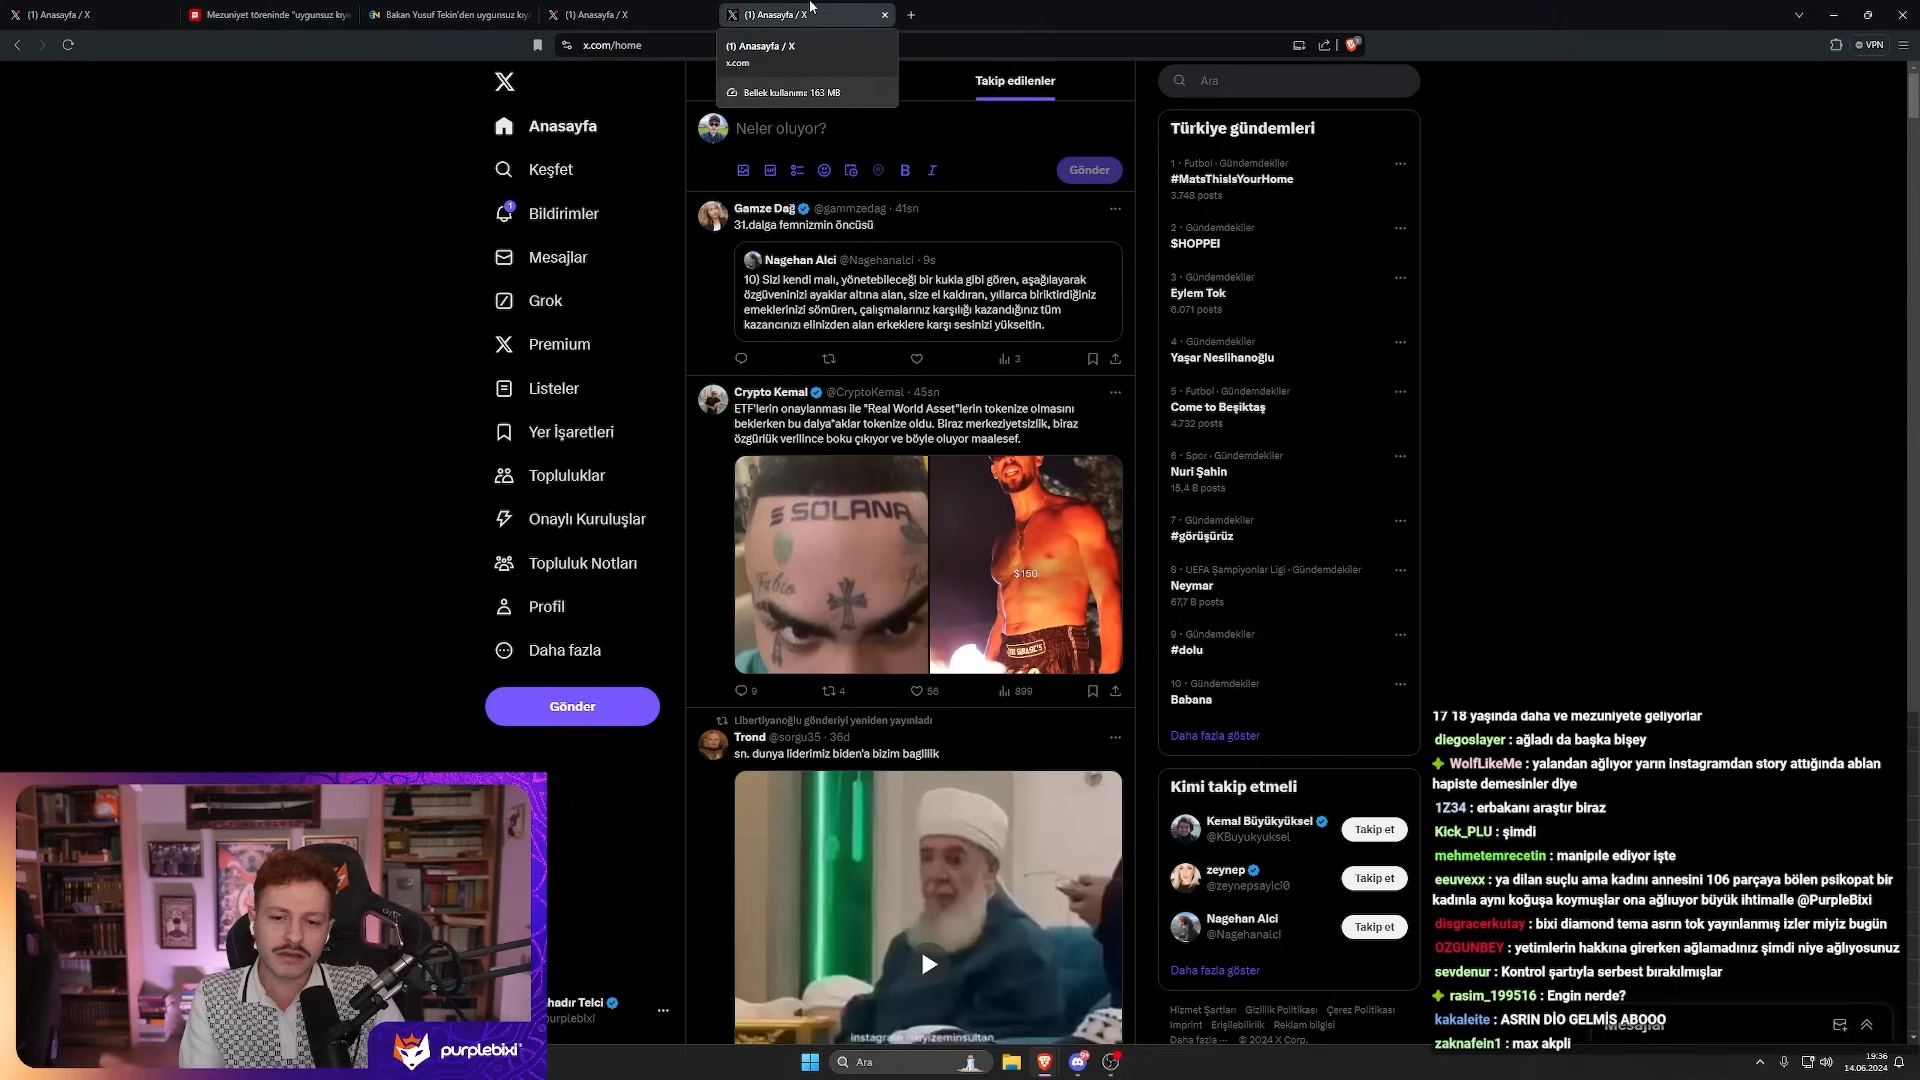 (1) Anasayfa / X
Mezuniyet töreninde "uygunsuz kıya
Bakan Yusuf Tekin'den uygunsuz kıy
(1) Anasayfa / X
(1) Anasayfa / X
x.com/home
VPN
(1) Anasayfa / X
x.com
Bellek kullanımı: 163 MB
Anasayfa
Keşfet
1
Bildirimler
Mesajlar
Grok
Premium
Listeler
Yer İşaretleri
Topluluklar
Onaylı Kuruluşlar
Topluluk Notları
Profil
Daha fazla
Gönder
Takip edilenler
Neler oluyor?
Gönder
Gamze Dağ @gammzedag · 41sn
31.dalga femnizmin öncüsü
Nagehan Alci @Nagehanalci · 9s
10) Sizi kendi malı, yönetebileceği bir kukla gibi gören, aşağılayarak
özgüveninizi ayaklar altına alan, size el kaldıran, yıllarca biriktirdiğiniz
emeklerinizi sömüren, çalışmalarınız karşılığı kazandığınız tüm
kazancınızı elinizden alan erkeklere karşı sesinizi yükseltin.
3
Crypto Kemal @CryptoKemal · 45sn
ETF'lerin onaylanması ile "Real World Asset"lerin tokenize olmasını
beklerken bu dalya*aklar tokenize oldu. Biraz merkeziyetsizlik, biraz
özgürlük verilince boku çıkıyor ve böyle oluyor maalesef.
SOLANA
$150
9
4
56
899
Libertiyanoğlu gönderiyi yeniden yayınladı
Trond @sorgu35 · 36d
sn. dunya liderimiz biden'a bizim baglilik
Ara
Türkiye gündemleri
1 · Futbol · Gündemdekiler
#MatsThisIsYourHome
3.748 posts
2 · Gündemdekiler
$HOPPEI
3 · Gündemdekiler
Eylem Tok
6.071 posts
4 · Gündemdekiler
Yaşar Neslihanoğlu
5 · Futbol · Gündemdekiler
Come to Beşiktaş
4.732 posts
6 · Spor · Gündemdekiler
Nuri Şahin
15,4 B posts
7 · Gündemdekiler
#görüşürüz
8 · UEFA Şampiyonlar Ligi · Gündemdekiler
Neymar
67,7 B posts
9 · Gündemdekiler
#dolu
10 · Gündemdekiler
Babana
Daha fazla göster
Kimi takip etmeli
Kemal Büyükyüksel
@KBuyukyuksel
Takip et
zeynep
@zeynepsayici0
Takip et
Nagehan Alci
@Nagehanalci
Takip et
Daha fazla göster
Hizmet Şartları Gizlilik Politikası Çerez Politikası
Imprint Erişilebilirlik Reklam bilgisi
Daha fazla ··· © 2024 X Corp.
17 18 yaşında daha ve mezuniyete geliyorlar
diegoslayer : ağladı da başka bişey
WolfLikeMe : yalandan ağlıyor yarın instagramdan story attığında ablan
hapiste demesinler diye
1Z34 : erbakanı araştır biraz
Kick_PLU : şimdi
mehmetemrecetin : manipıle ediyor işte
eeuvexx : ya dilan suçlu ama kadını annesini 106 parçaya bölen psikopat bir
kadınla aynı koğuşa koymuşlar ona ağlıuyor büyük ihtimalle @PurpleBixi
disgracerkutay : bixi diamond tema asrın tok yayınlanmış izler miyiz bugün
OZGUNBEY : yetimlerin hakkına girerken ağlamadınız şimdi niye ağlıyosunuz
sevdenur : Kontrol şartıyla serbest bırakılmışlar
rasim_199516 : Engin nerde?
kakaleite : ASRIN DİO GELMİS ABOOO
Mesajlar
zaknafein1 : max akpli
hadır Telci
purplebixi
purplebixi
Ara
19:36
14.06.2024